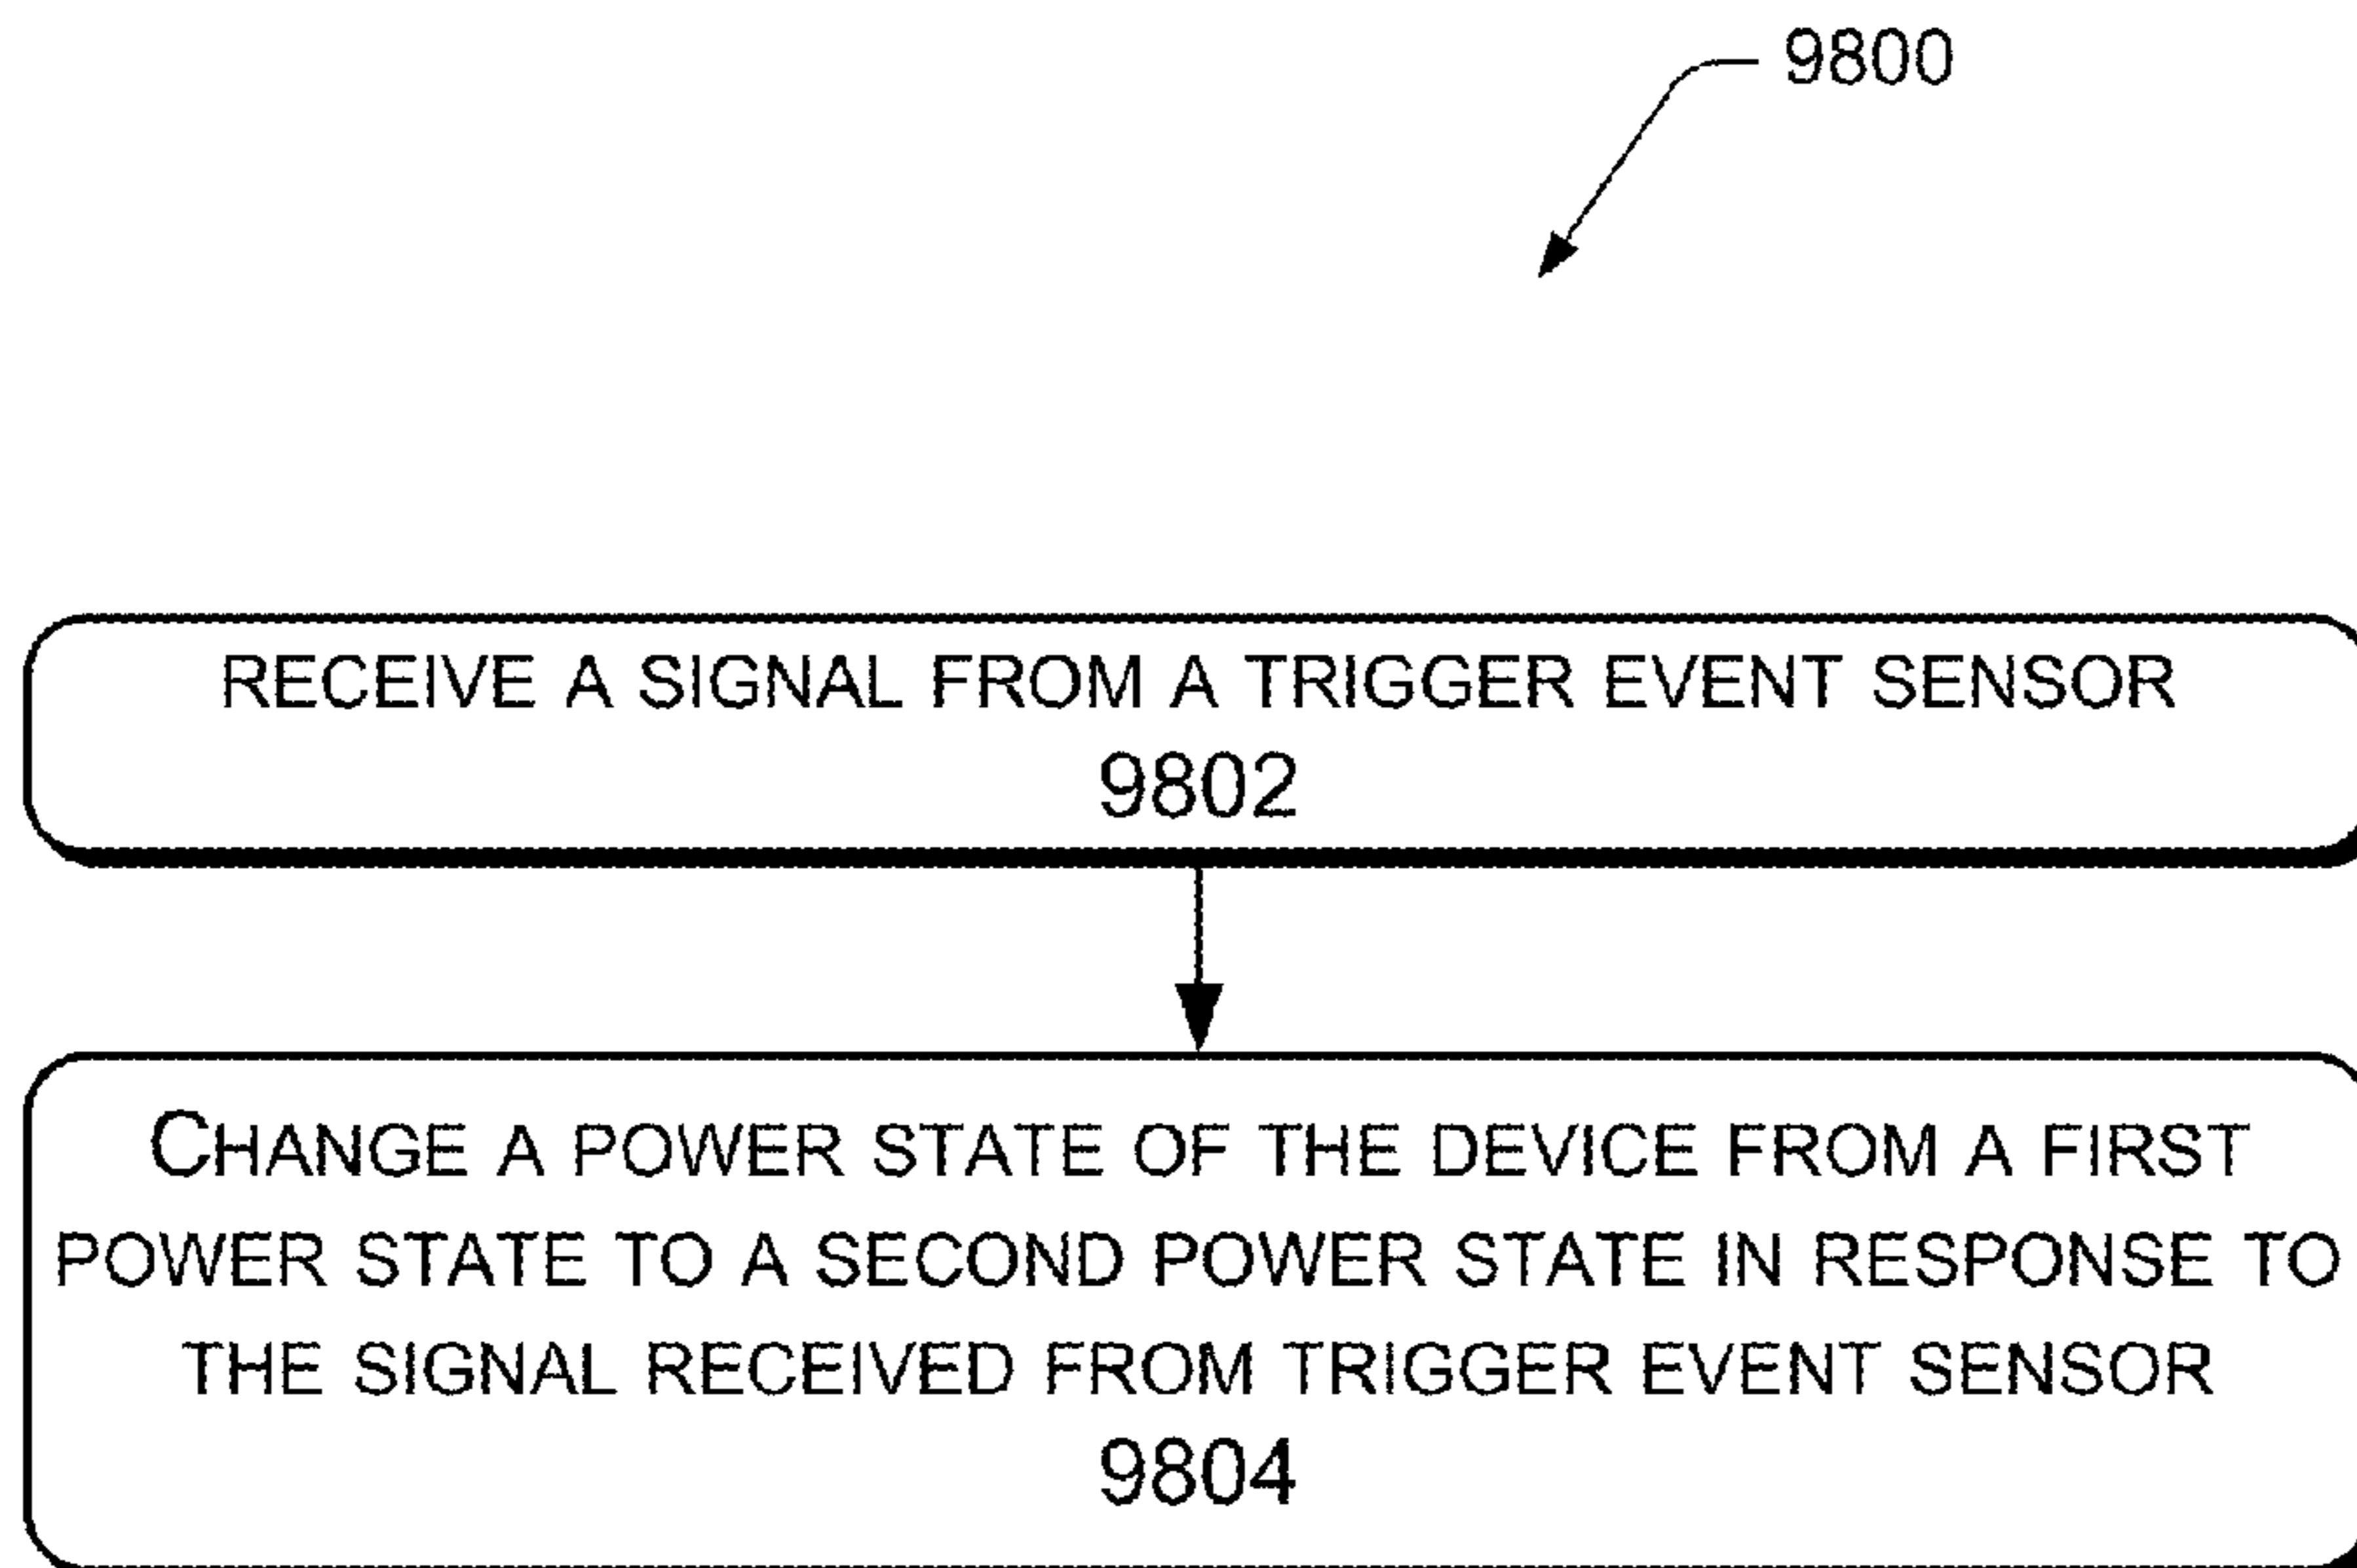 9800
RECEIVE A SIGNAL FROM A TRIGGER EVENT SENSOR
9802
CHANGE A POWER STATE OF THE DEVICE FROM A FIRST
POWER STATE TO A SECOND POWER STATE IN RESPONSE TO
THE SIGNAL RECEIVED FROM TRIGGER EVENT SENSOR
9804